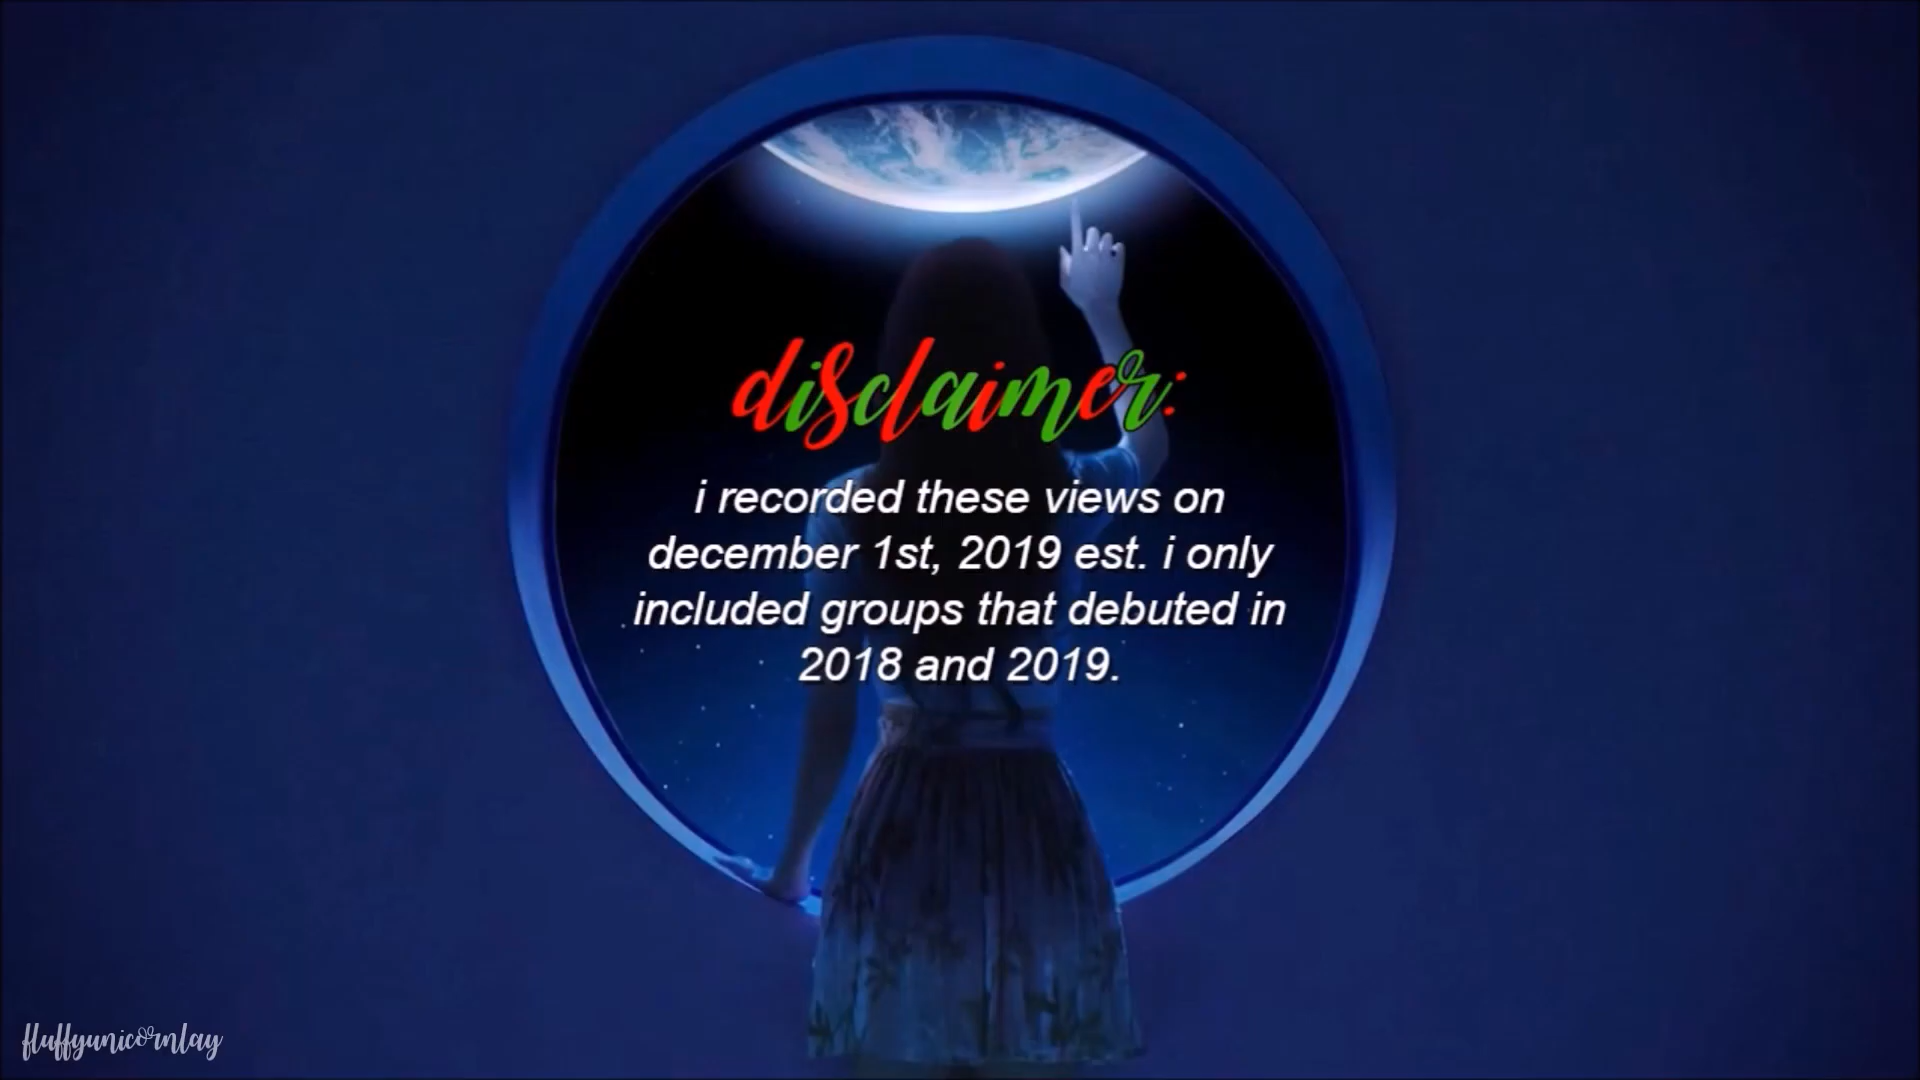 disclaimer:
i recorded these views on
december 1st, 2019 est. i only
included groups that debuted in
2018 and 2019.
fluffyunicornlay